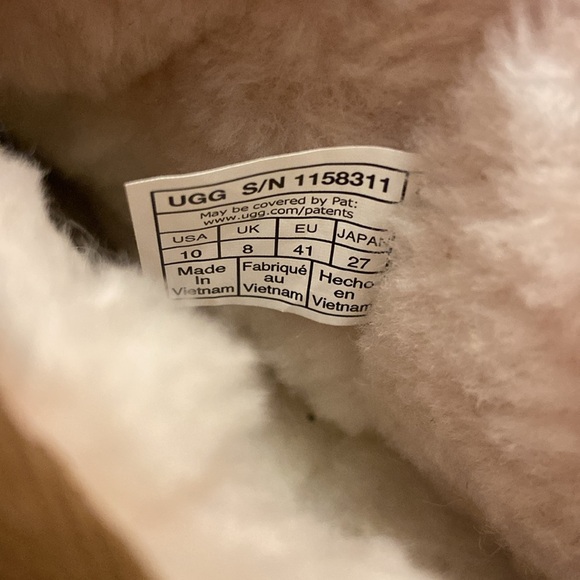 UGG S/N 1158311
May be covered by Pat:
www.ugg.com/patents
USA UK EU JAPAN
10 8 41 27
Made Fabriqué Hecho
In au en
Vietnam Vietnam Vietnam